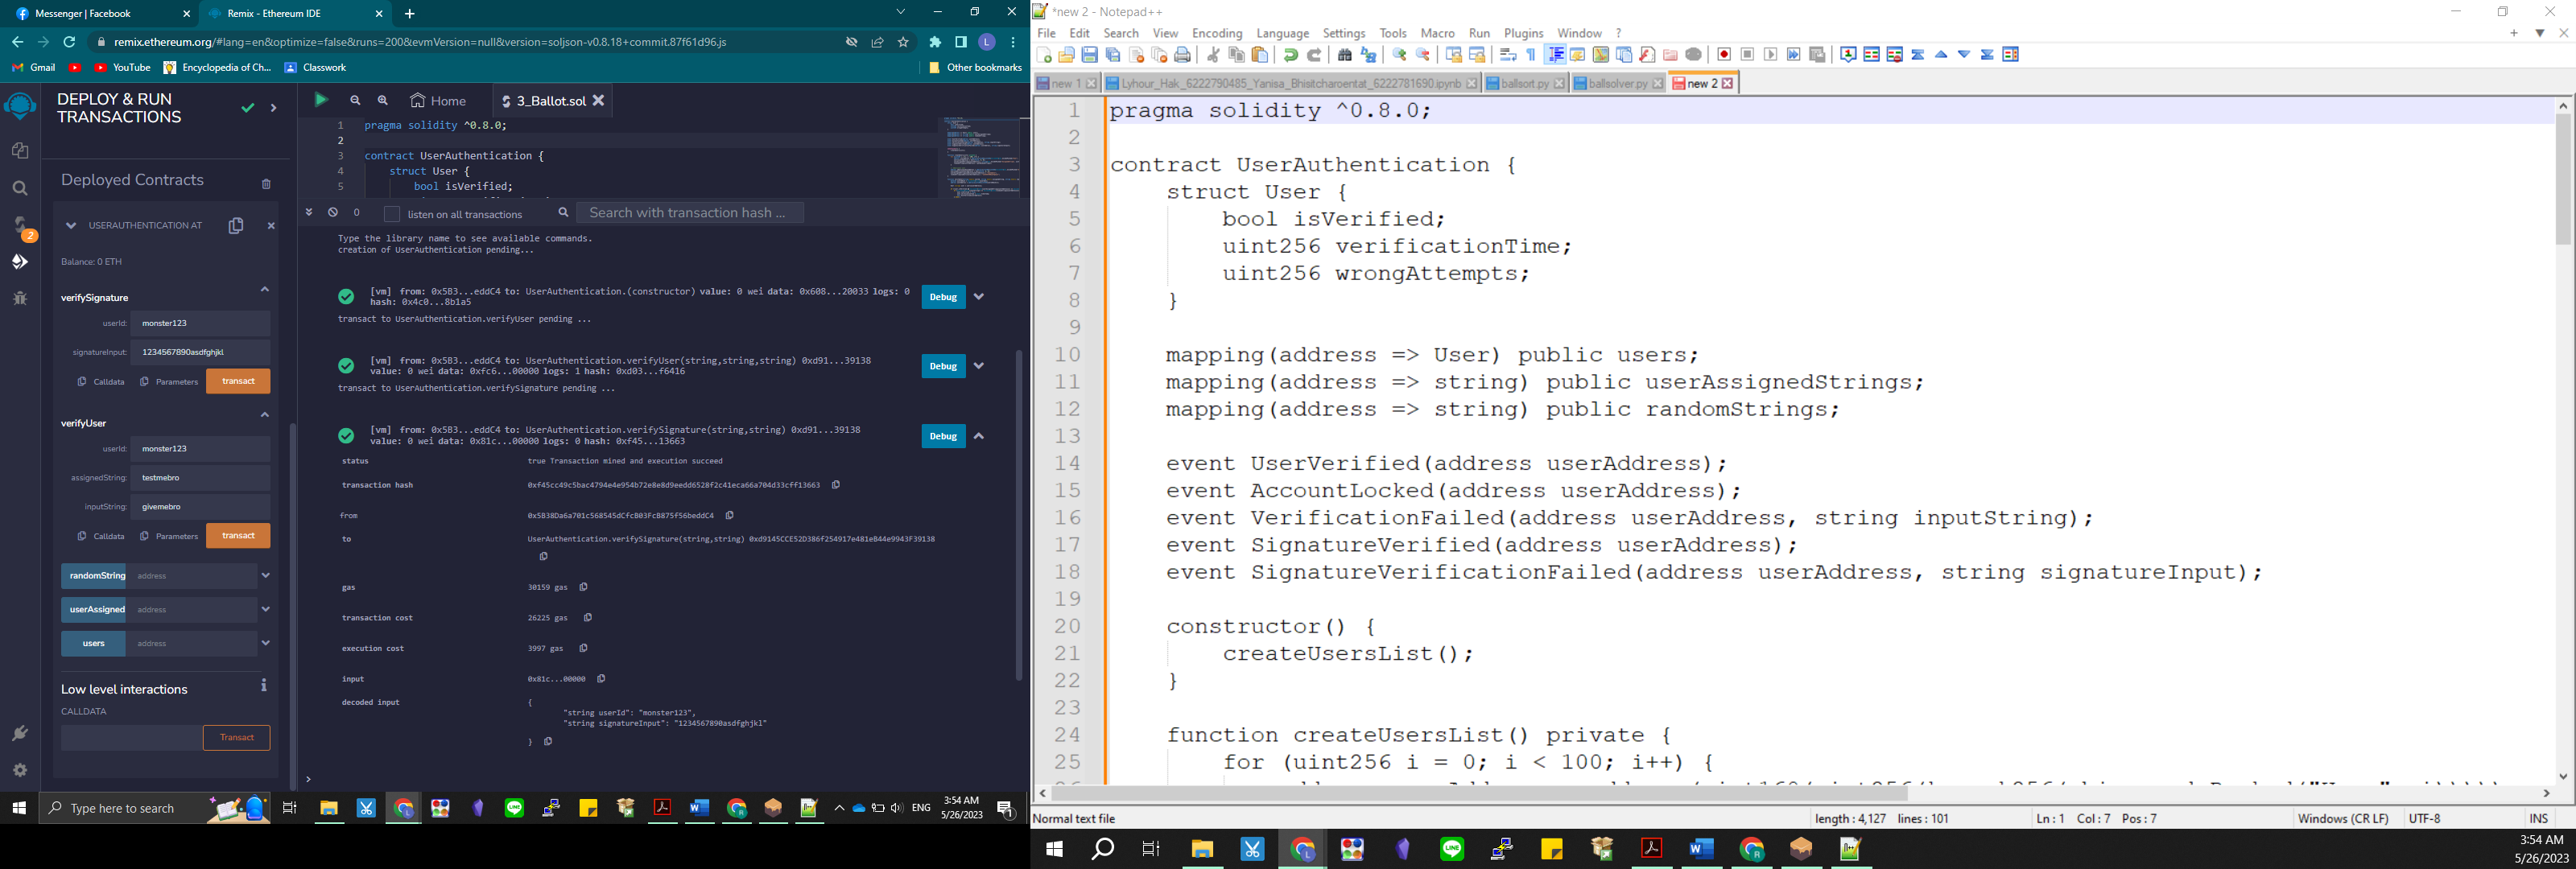 Messenger | Facebook
Remix - Ethereum IDE
remix.ethereum.org/#lang=en&optimize=false&runs=200&evmVersion=null&version=soljson-v0.8.18+commit.87f61d96.js
Gmail
YouTube
Encyclopedia of Ch...
Classwork
Other bookmarks
DEPLOY & RUN
TRANSACTIONS
Deployed Contracts
USERAUTHENTICATION AT
Balance: 0 ETH
verifySignature
userId: monster123
signatureInput: 1234567890asdfghjkl
Calldata Parameters transact
verifyUser
userId: monster123
assignedString: testmebro
inputString: givemebro
Calldata Parameters transact
randomString address
userAssigned address
users address
Low level interactions
CALLDATA
Transact
2
Home
3_Ballot.sol
1 pragma solidity ^0.8.0;
2
3 contract UserAuthentication {
4 struct User {
5 bool isVerified;
0 listen on all transactions Search with transaction hash ...
Type the library name to see available commands.
creation of UserAuthentication pending...
[vm] from: 0x5B3...eddC4 to: UserAuthentication.(constructor) value: 0 wei data: 0x608...20033 logs: 0
hash: 0x4c0...8b1a5
Debug
transact to UserAuthentication.verifyUser pending ...
[vm] from: 0x5B3...eddC4 to: UserAuthentication.verifyUser(string,string,string) 0xd91...39138
value: 0 wei data: 0xfc6...00000 logs: 1 hash: 0xd03...f6416
Debug
transact to UserAuthentication.verifySignature pending ...
[vm] from: 0x5B3...eddC4 to: UserAuthentication.verifySignature(string,string) 0xd91...39138
value: 0 wei data: 0x81c...00000 logs: 0 hash: 0xf45...13663
Debug
status true Transaction mined and execution succeed
transaction hash 0xf45cc49c5bac4794e4e954b72e8e8d9eedd6528f2c41eca66a704d33cff13663
from 0x5B38Da6a701c568545dCfcB03FcB875f56beddC4
to UserAuthentication.verifySignature(string,string) 0xd9145CCE52D386f254917e481eB44e9943F39138
gas 30159 gas
transaction cost 26225 gas
execution cost 3997 gas
input 0x81c...00000
decoded input {
"string userId": "monster123",
"string signatureInput": "1234567890asdfghjkl"
}
Type here to search
ENG
3:54 AM
5/26/2023
1
*new 2 - Notepad++
File Edit Search View Encoding Language Settings Tools Macro Run Plugins Window ?
new 1
Lyhour_Hak_6222790485_Yanisa_Bhisitcharoentat_6222781690.ipynb
ballsort.py
ballsolver.py
new 2
1 pragma solidity ^0.8.0;
2
3 contract UserAuthentication {
4 struct User {
5 bool isVerified;
6 uint256 verificationTime;
7 uint256 wrongAttempts;
8 }
9
10 mapping(address => User) public users;
11 mapping(address => string) public userAssignedStrings;
12 mapping(address => string) public randomStrings;
13
14 event UserVerified(address userAddress);
15 event AccountLocked(address userAddress);
16 event VerificationFailed(address userAddress, string inputString);
17 event SignatureVerified(address userAddress);
18 event SignatureVerificationFailed(address userAddress, string signatureInput);
19
20 constructor() {
21 createUsersList();
22 }
23
24 function createUsersList() private {
25 for (uint256 i = 0; i < 100; i++) {
Normal text file
length : 4,127 lines : 101
Ln : 1 Col : 7 Pos : 7
Windows (CR LF)
UTF-8
INS
3:54 AM
5/26/2023